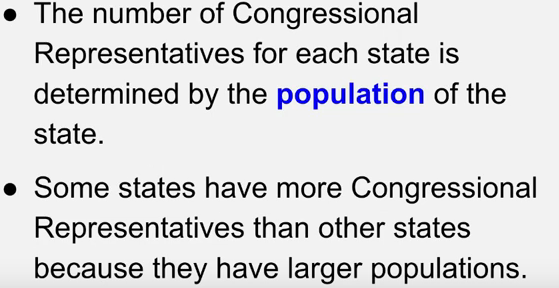 ● The number of Congressional
Representatives for each state is
determined by the population of the
state.
● Some states have more Congressional
Representatives than other states
because they have larger populations.